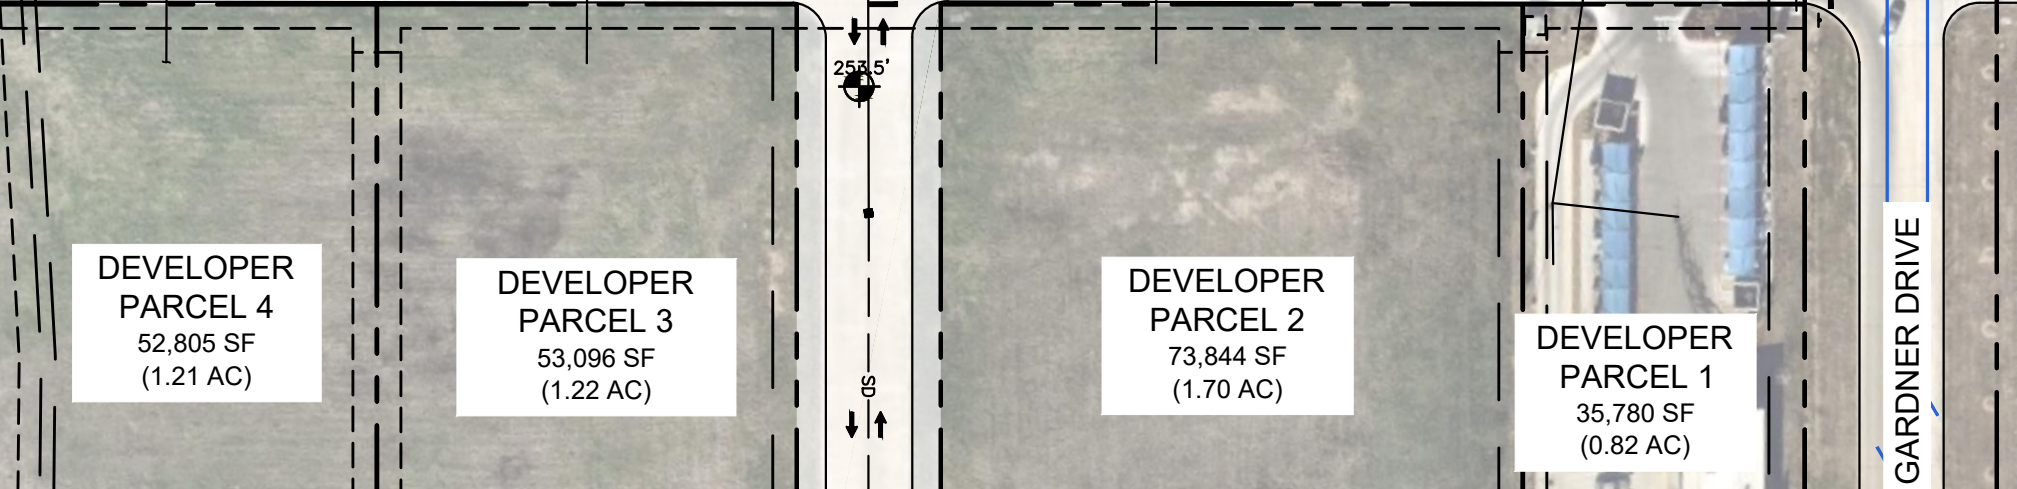 253.5'
DEVELOPER
PARCEL 4
52,805 SF
(1.21 AC)
DEVELOPER
PARCEL 3
53,096 SF
(1.22 AC)
SD
DEVELOPER
PARCEL 2
73,844 SF
(1.70 AC)
DEVELOPER
PARCEL 1
35,780 SF
(0.82 AC)
GARDNER DRIVE